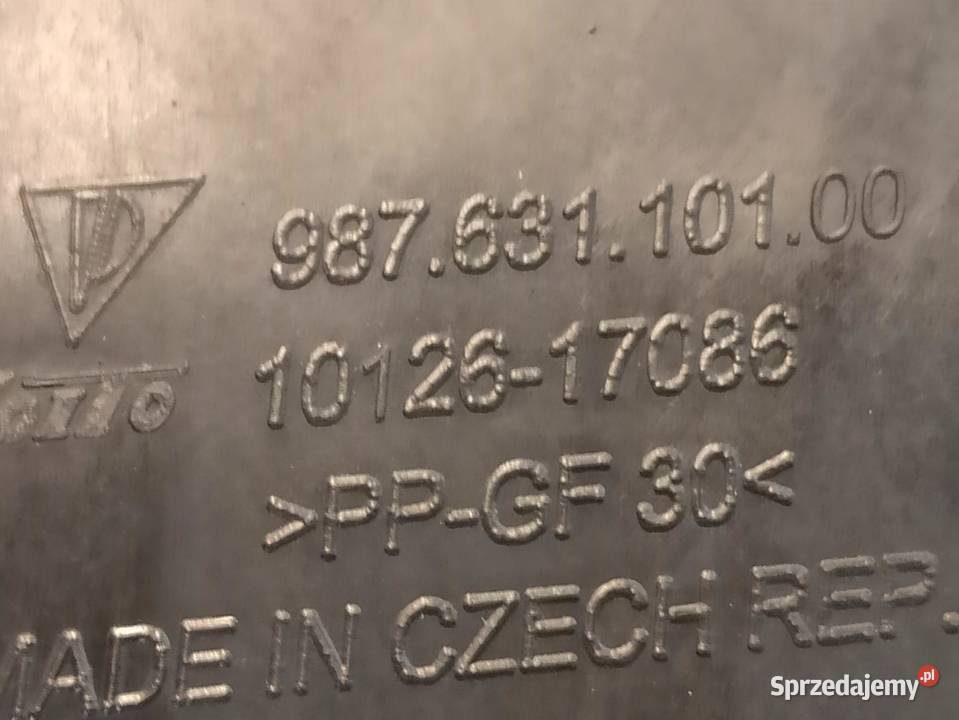 987.631.101.00
10126-17086
>PP-GF 30<
MADE IN CZECH REP.
Sprzedajemy.pl